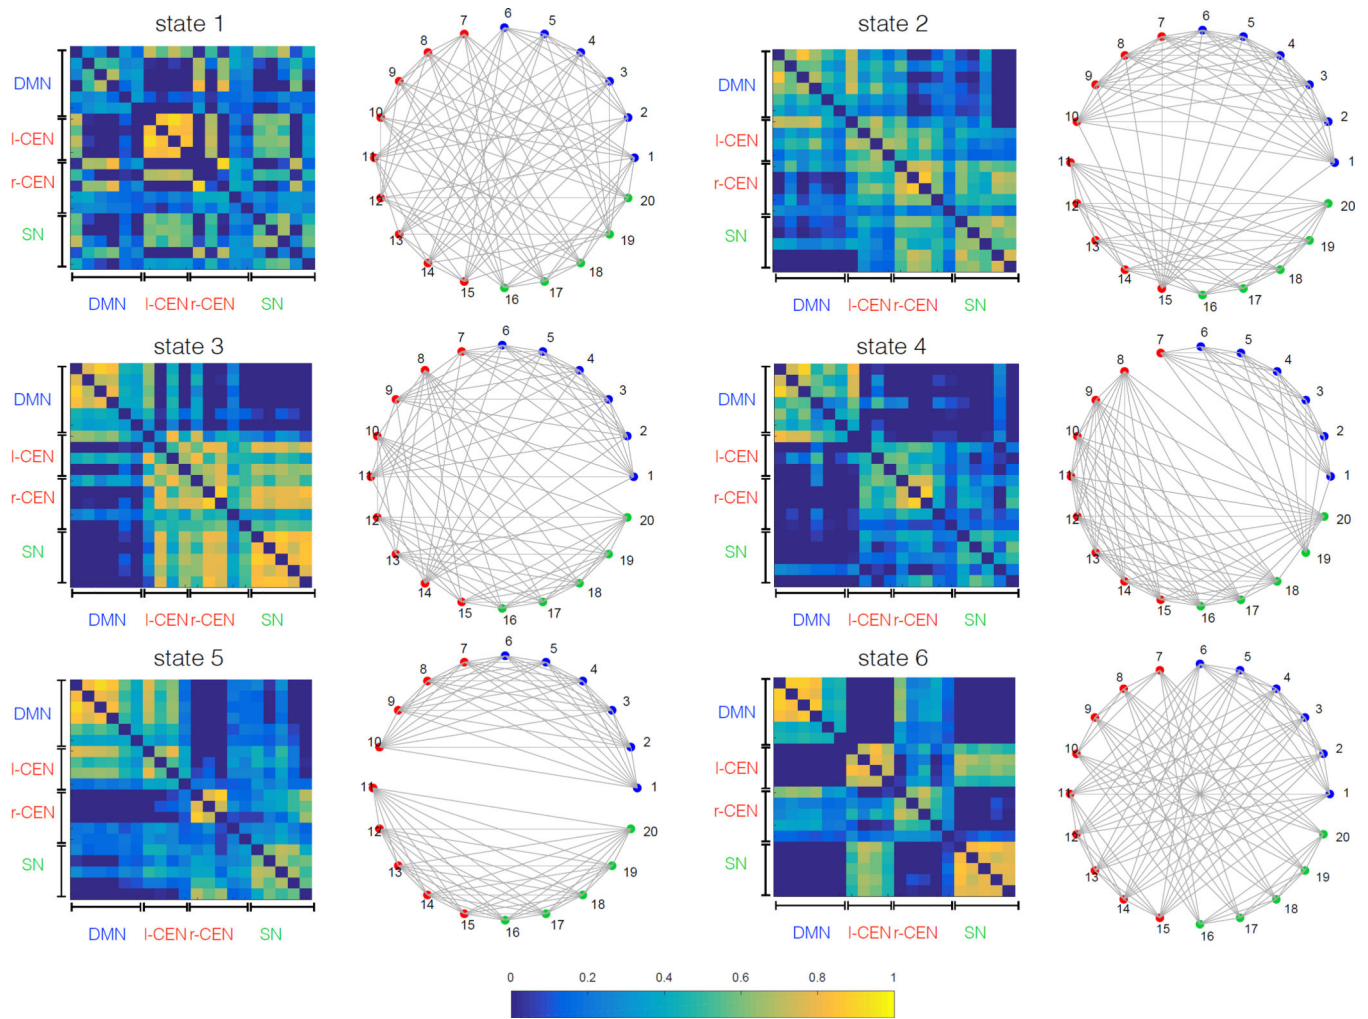 state 1
DMN
l-CEN
r-CEN
SN
DMN l-CEN r-CEN SN
1 2 3 4 5 6 7 8 9 10 11 12 13 14 15 16 17 18 19 20
state 2
DMN
l-CEN
r-CEN
SN
DMN l-CEN r-CEN SN
1 2 3 4 5 6 7 8 9 10 11 12 13 14 15 16 17 18 19 20
state 3
DMN
l-CEN
r-CEN
SN
DMN l-CEN r-CEN SN
1 2 3 4 5 6 7 8 9 10 11 12 13 14 15 16 17 18 19 20
state 4
DMN
l-CEN
r-CEN
SN
DMN l-CEN r-CEN SN
1 2 3 4 5 6 7 8 9 10 11 12 13 14 15 16 17 18 19 20
state 5
DMN
l-CEN
r-CEN
SN
DMN l-CEN r-CEN SN
1 2 3 4 5 6 7 8 9 10 11 12 13 14 15 16 17 18 19 20
state 6
DMN
l-CEN
r-CEN
SN
DMN l-CEN r-CEN SN
1 2 3 4 5 6 7 8 9 10 11 12 13 14 15 16 17 18 19 20
0 0.2 0.4 0.6 0.8 1